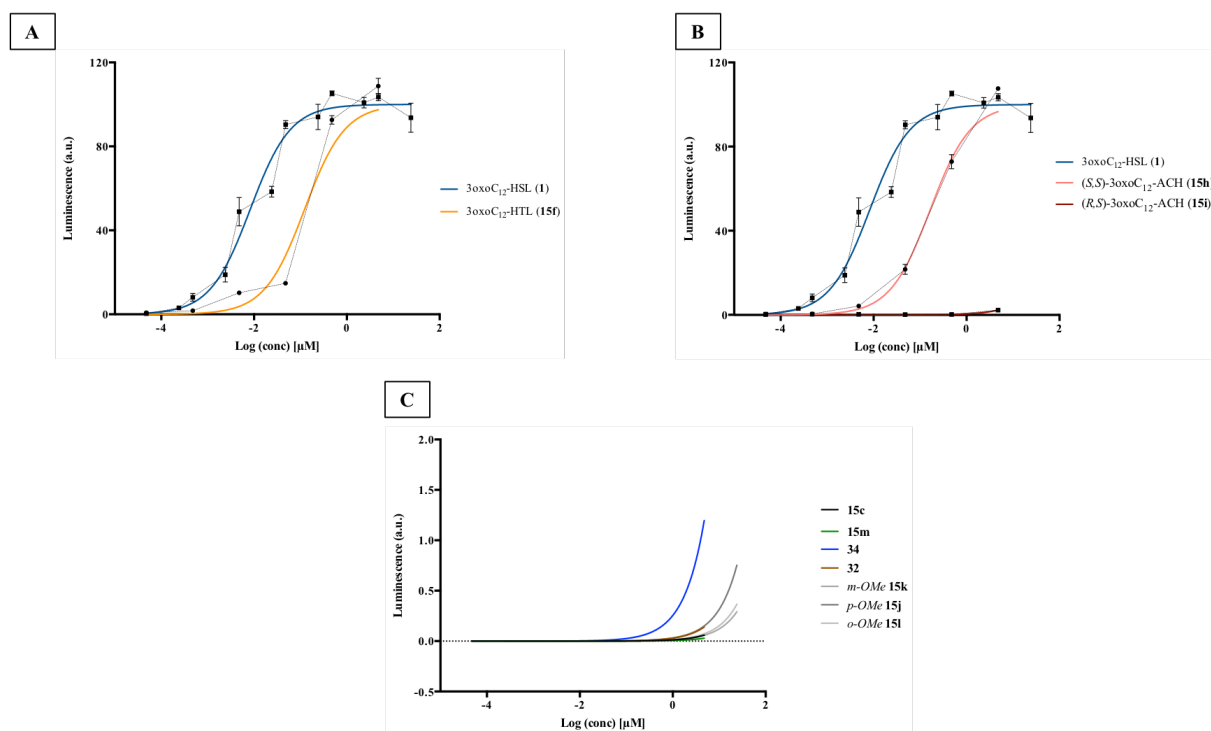 A
120
80
40
0
Luminescence (a.u.)
-4
-2
0
2
Log (conc) [µM]
3oxoC₁₂-HSL (1)
3oxoC₁₂-HTL (15f)
B
120
80
40
0
Luminescence (a.u.)
-4
-2
0
2
Log (conc) [µM]
3oxoC₁₂-HSL (1)
(S,S)-3oxoC₁₂-ACH (15h)
(R,S)-3oxoC₁₂-ACH (15i)
C
2.0
1.5
1.0
0.5
0.0
-0.5
Luminescence (a.u.)
-4
-2
0
2
Log (conc) [µM]
15c
15m
34
32
m-OMe 15k
p-OMe 15j
o-OMe 15l